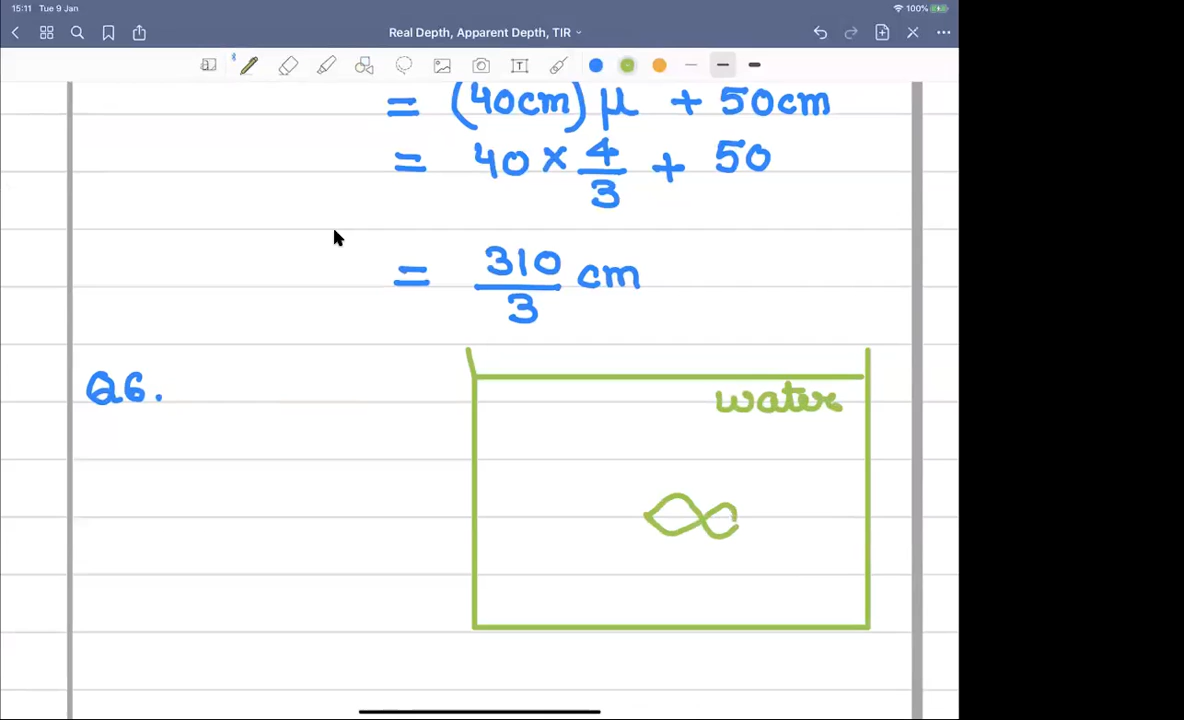 15:11 Tue 9 Jan
100%
Real Depth, Apparent Depth, TIR
= (40cm) μ + 50cm
= 40 × 4/3 + 50
= 310/3 cm
Q6.
water